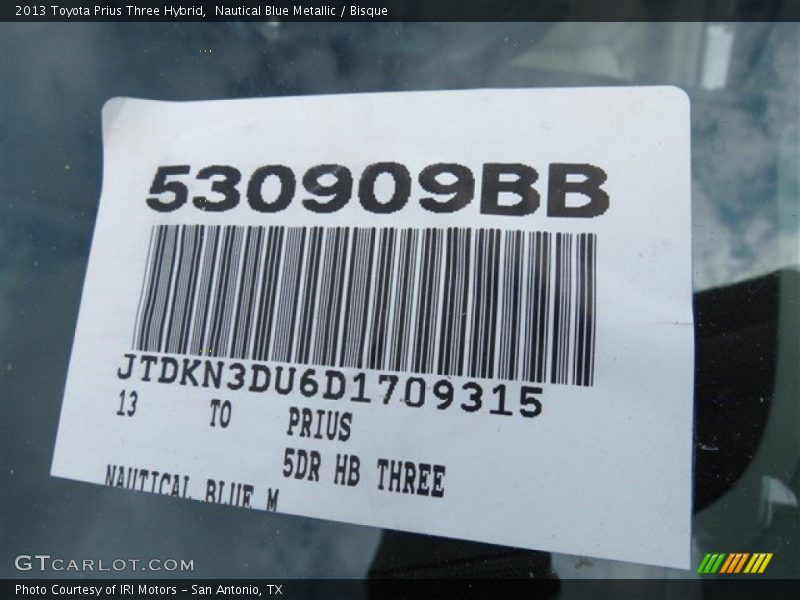 2013 Toyota Prius Three Hybrid,  Nautical Blue Metallic / Bisque
530909BB
JTDKN3DU6D1709315
13 TO PRIUS
5DR HB THREE
NAUTICAL BLUE M
GTCARLOT.COM
Photo Courtesy of IRI Motors – San Antonio, TX